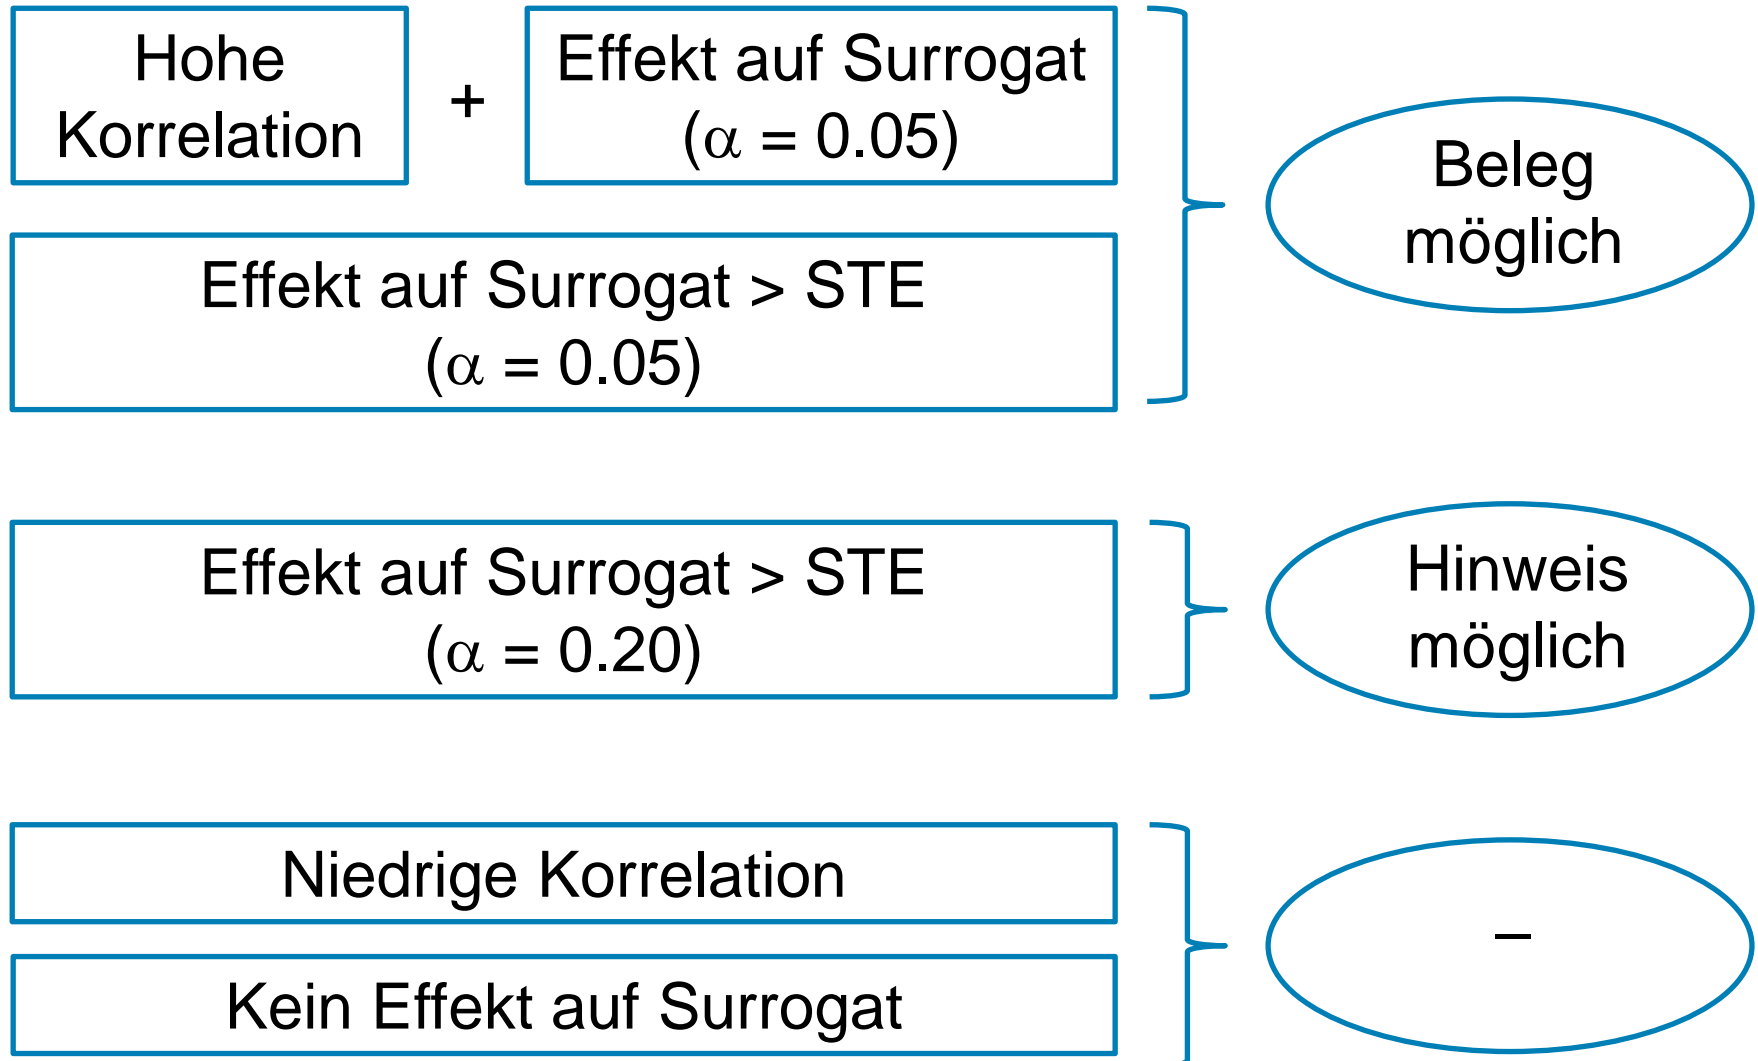 Hohe
Korrelation
+
Effekt auf Surrogat
(α = 0.05)
Effekt auf Surrogat > STE
(α = 0.05)
Beleg
möglich
Effekt auf Surrogat > STE
(α = 0.20)
Hinweis
möglich
Niedrige Korrelation
Kein Effekt auf Surrogat
–